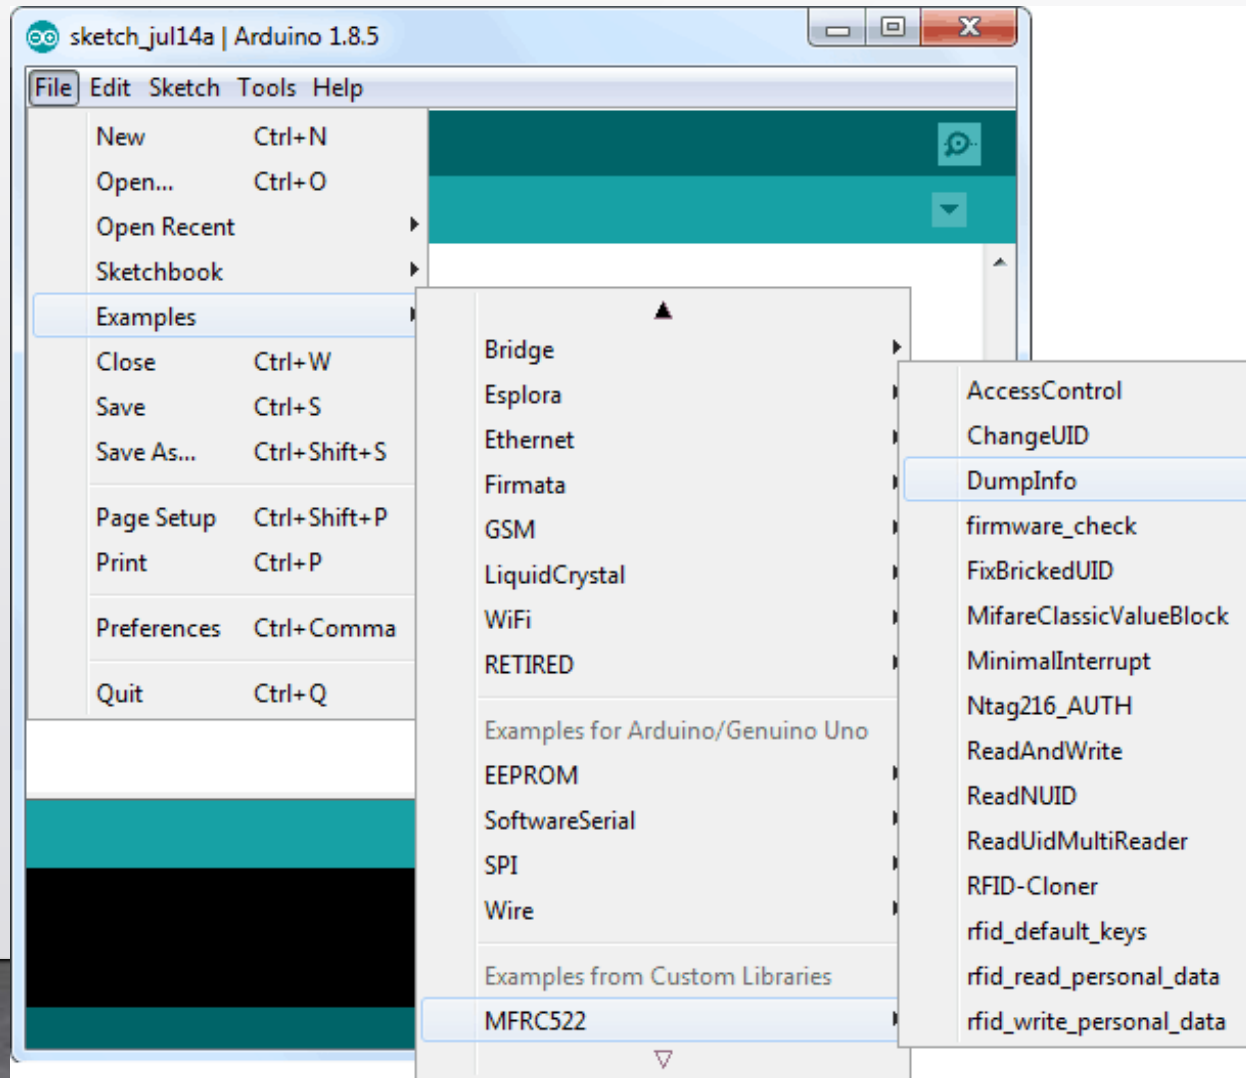 sketch_jul14a | Arduino 1.8.5
File Edit Sketch Tools Help
New Ctrl+N
Open... Ctrl+O
Open Recent
Sketchbook
Examples
Close Ctrl+W
Save Ctrl+S
Save As... Ctrl+Shift+S
Page Setup Ctrl+Shift+P
Print Ctrl+P
Preferences Ctrl+Comma
Quit Ctrl+Q
Bridge
Esplora
Ethernet
Firmata
GSM
LiquidCrystal
WiFi
RETIRED
Examples for Arduino/Genuino Uno
EEPROM
SoftwareSerial
SPI
Wire
Examples from Custom Libraries
MFRC522
AccessControl
ChangeUID
DumpInfo
firmware_check
FixBrickedUID
MifareClassicValueBlock
MinimalInterrupt
Ntag216_AUTH
ReadAndWrite
ReadNUID
ReadUidMultiReader
RFID-Cloner
rfid_default_keys
rfid_read_personal_data
rfid_write_personal_data